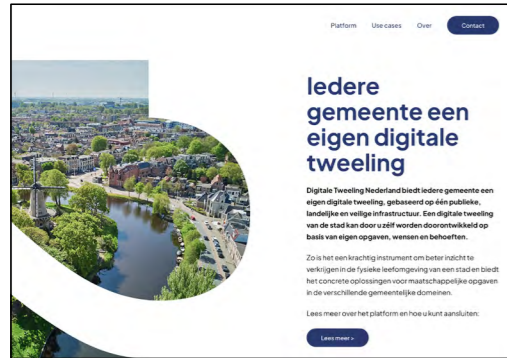 Platform Use cases Over Contact
Iedere
gemeente een
eigen digitale
tweeling
Digitale Tweeling Nederland biedt iedere gemeente een
eigen digitale tweeling, gebaseerd op één publieke,
landelijke en veilige infrastructuur. Een digitale tweeling
van de stad kan door uzélf worden doorontwikkeld op
basis van eigen opgaven, wensen en behoeften.
Zo is het een krachtig instrument om beter inzicht te
verkrijgen in de fysieke leefomgeving van een stad en biedt
het concrete oplossingen voor maatschappelijke opgaven
in de verschillende gemeentelijke domeinen.
Lees meer over het platform en hoe u kunt aansluiten:
Lees meer >